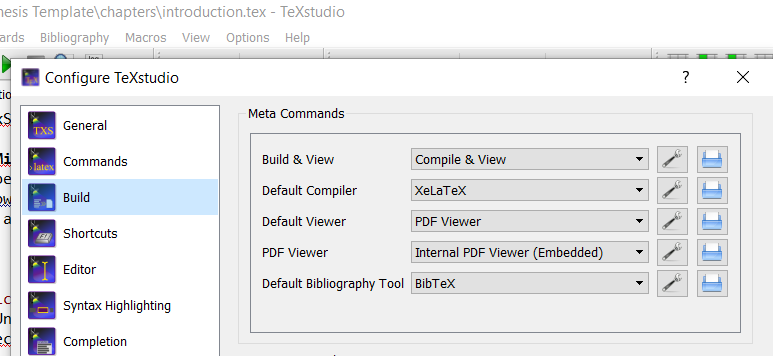 hesis Template\chapters\introduction.tex - TeXstudio
ards Bibliography Macros View Options Help
Configure TeXstudio ?
General
Commands
Build
Shortcuts
Editor
Syntax Highlighting
Completion
Meta Commands
Build & View Compile & View
Default Compiler XeLaTeX
Default Viewer PDF Viewer
PDF Viewer Internal PDF Viewer (Embedded)
Default Bibliography Tool BibTeX